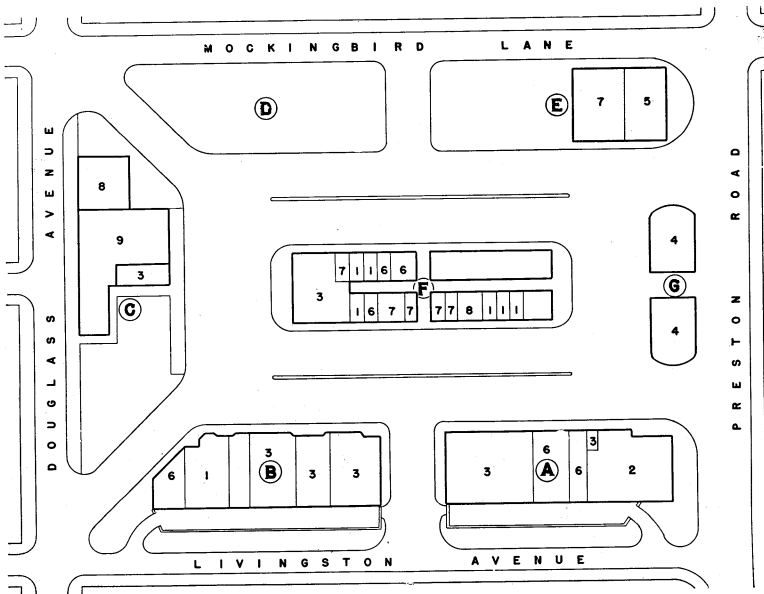 MOCKINGBIRD LANE
DOUGLASS AVENUE
PRESTON ROAD
D
E
7 5
8
9
3
C
7 1 1 6 6
3
F
1 6 7 7
7 7 8 1 1 1
4
G
4
6 1 3 3 3
B
3 6 6 3 2
A
LIVINGSTON AVENUE